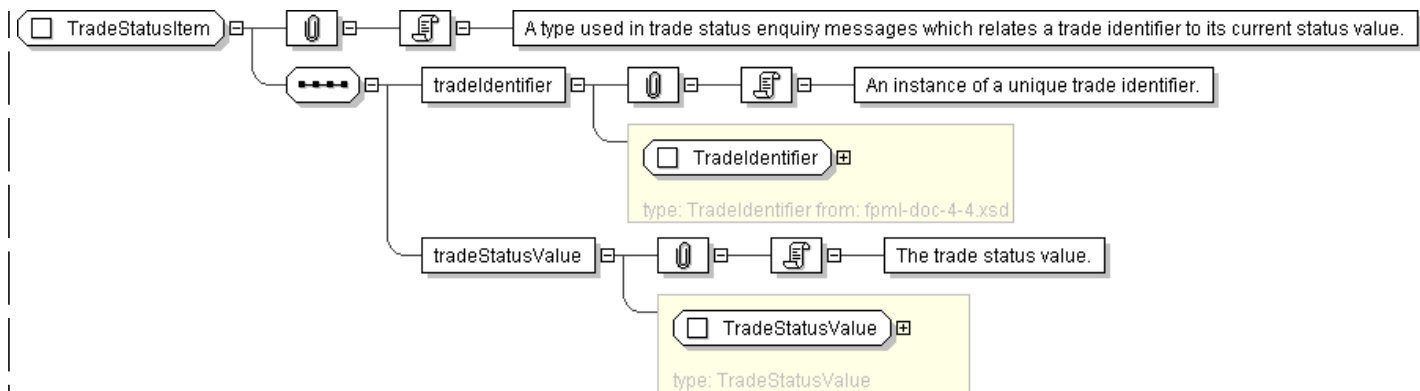 TradeStatusItem
A type used in trade status enquiry messages which relates a trade identifier to its current status value.
tradeIdentifier
An instance of a unique trade identifier.
TradeIdentifier
type: TradeIdentifier from: fpml-doc-4-4.xsd
tradeStatusValue
The trade status value.
TradeStatusValue
type: TradeStatusValue